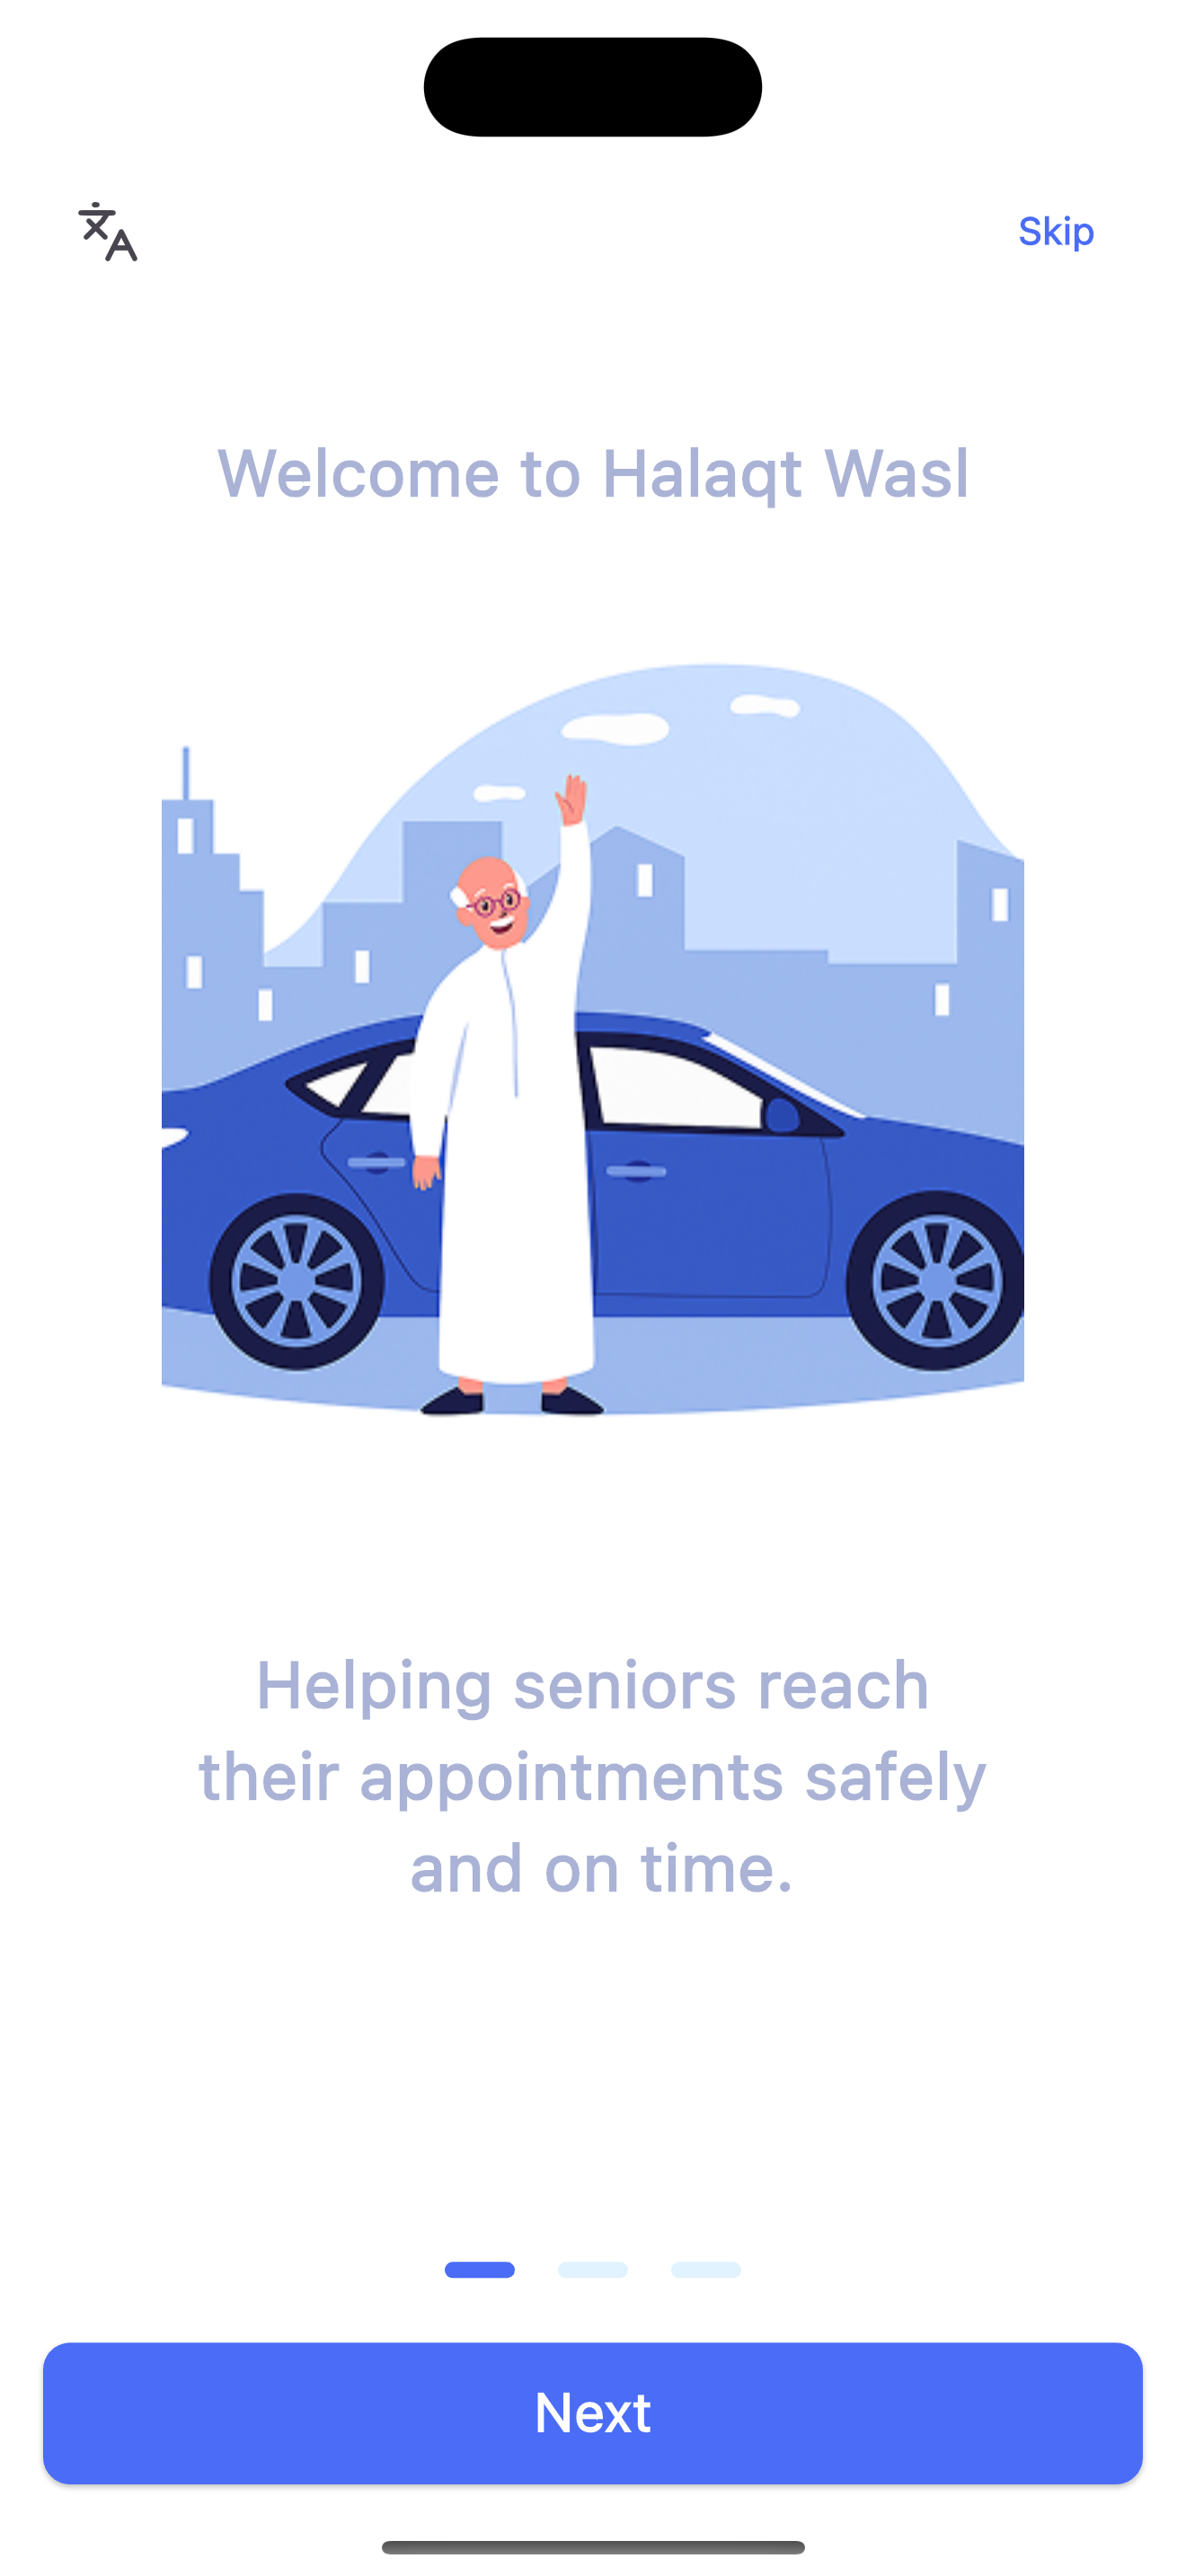 Skip
Welcome to Halaqt Wasl
Helping seniors reach
their appointments safely
and on time.
Next